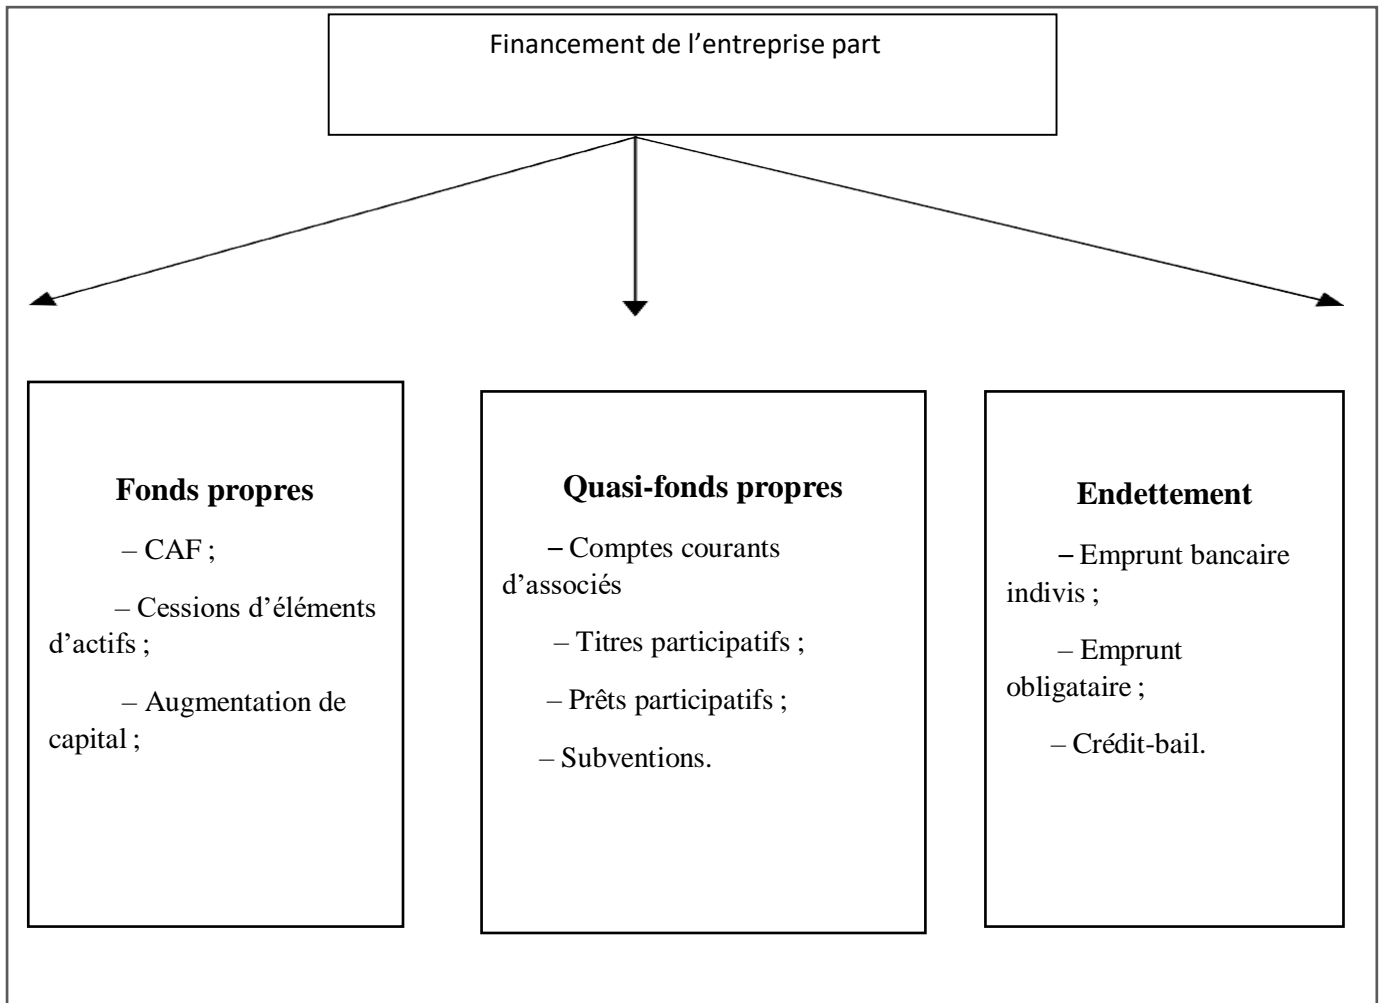 Financement de l’entreprise part
Fonds propres
– CAF ;
– Cessions d’éléments
d’actifs ;
– Augmentation de
capital ;
Quasi-fonds propres
– Comptes courants
d’associés
– Titres participatifs ;
– Prêts participatifs ;
– Subventions.
Endettement
– Emprunt bancaire
indivis ;
– Emprunt
obligataire ;
– Crédit-bail.